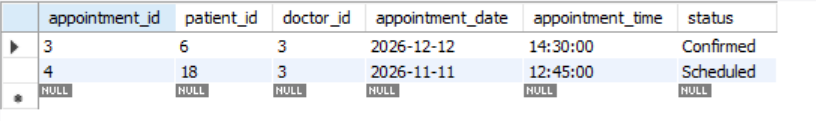 appointment_id patient_id doctor_id appointment_date appointment_time status
3 6 3 2026-12-12 14:30:00 Confirmed
4 18 3 2026-11-11 12:45:00 Scheduled
NULL NULL NULL NULL NULL NULL